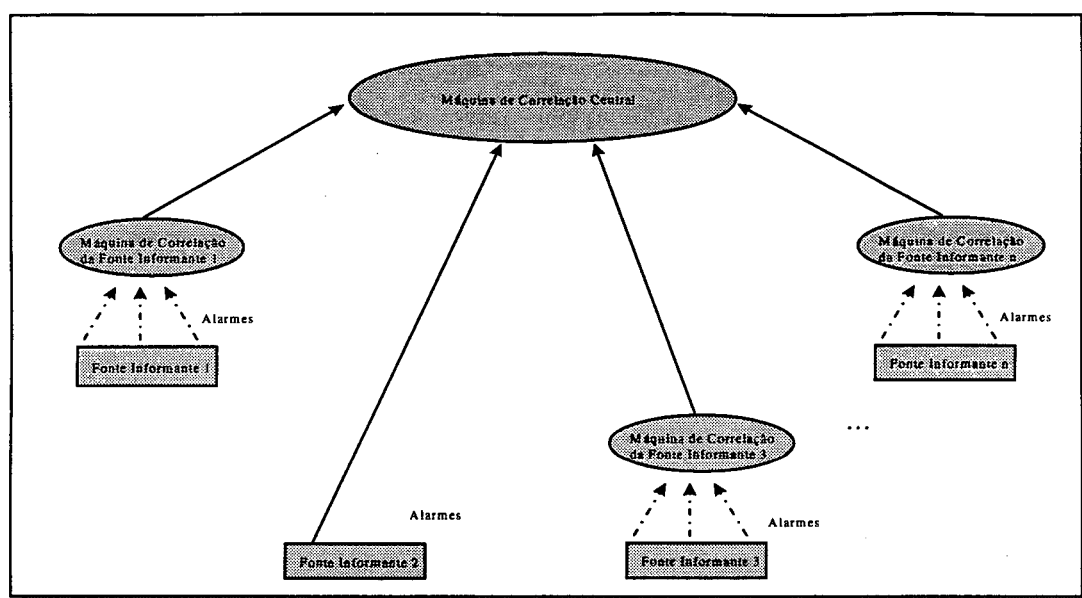 Máquina de Correlação Central
Máquina de Correlação
da Fonte Informante 1
Alarmes
Fonte Informante 1
Máquina de Correlação
da Fonte Informante n
Alarmes
Fonte Informante n
...
Máquina de Correlação
da Fonte Informante 3
Alarmes
Fonte Informante 3
Alarmes
Fonte Informante 2